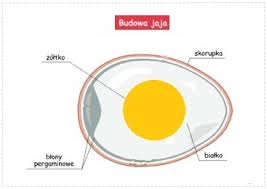 Budowa jaja
skorupka
żółtko
błony
pergaminowe
białko